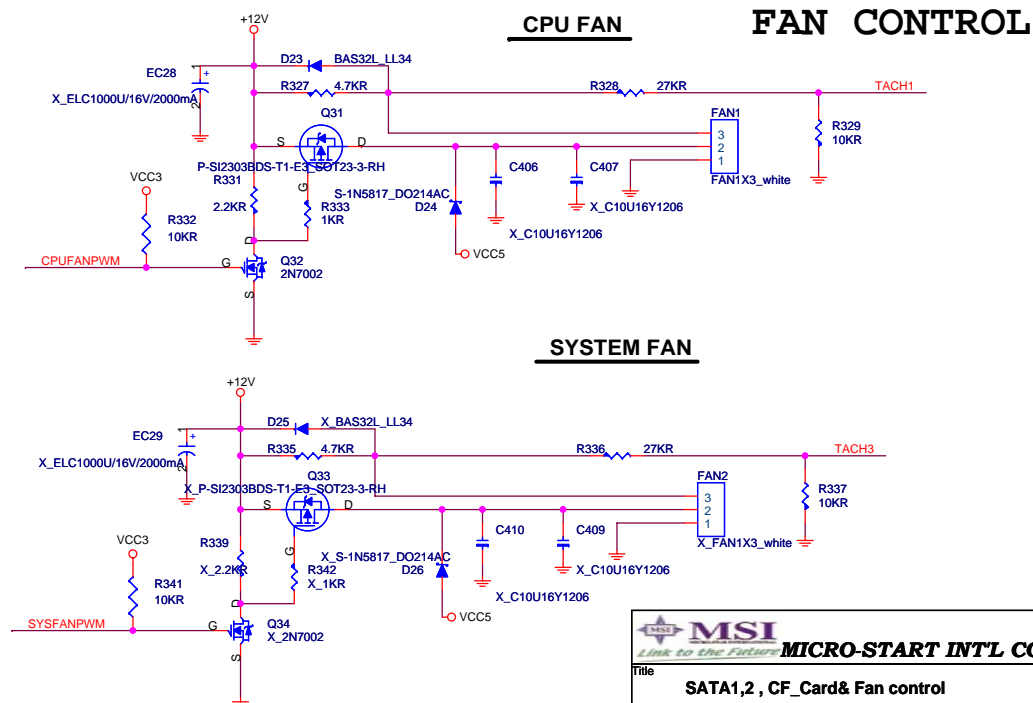 FAN CONTROL
CPU FAN
+12V
D23 BAS32L_LL34
EC28
1
+
2
X_ELC1000U/16V/2000mA
R327 4.7KR
R328 27KR
TACH1
Q31
S
D
G
P-SI2303BDS-T1-E3_SOT23-3-RH
FAN1
3
2
1
FAN1X3_white
R329
10KR
VCC3
R331
2.2KR
R333
1KR
S-1N5817_DO214AC
D24
C406
C407
X_C10U16Y1206
X_C10U16Y1206
R332
10KR
VCC5
CPUFANPWM
G
D
S
Q32
2N7002
SYSTEM FAN
+12V
D25 X_BAS32L_LL34
EC29
1
+
2
X_ELC1000U/16V/2000mA
R335 4.7KR
R336 27KR
TACH3
Q33
X_P-SI2303BDS-T1-E3_SOT23-3-RH
S
D
G
FAN2
3
2
1
X_FAN1X3_white
R337
10KR
VCC3
R339
X_2.2KR
R342
X_1KR
X_S-1N5817_DO214AC
D26
C410
C409
X_C10U16Y1206
X_C10U16Y1206
R341
10KR
VCC5
SYSFANPWM
G
D
S
Q34
X_2N7002
MSI
MSI
Link to the Future
MICRO-START INT'L CO
Title
SATA1,2 , CF_Card& Fan control